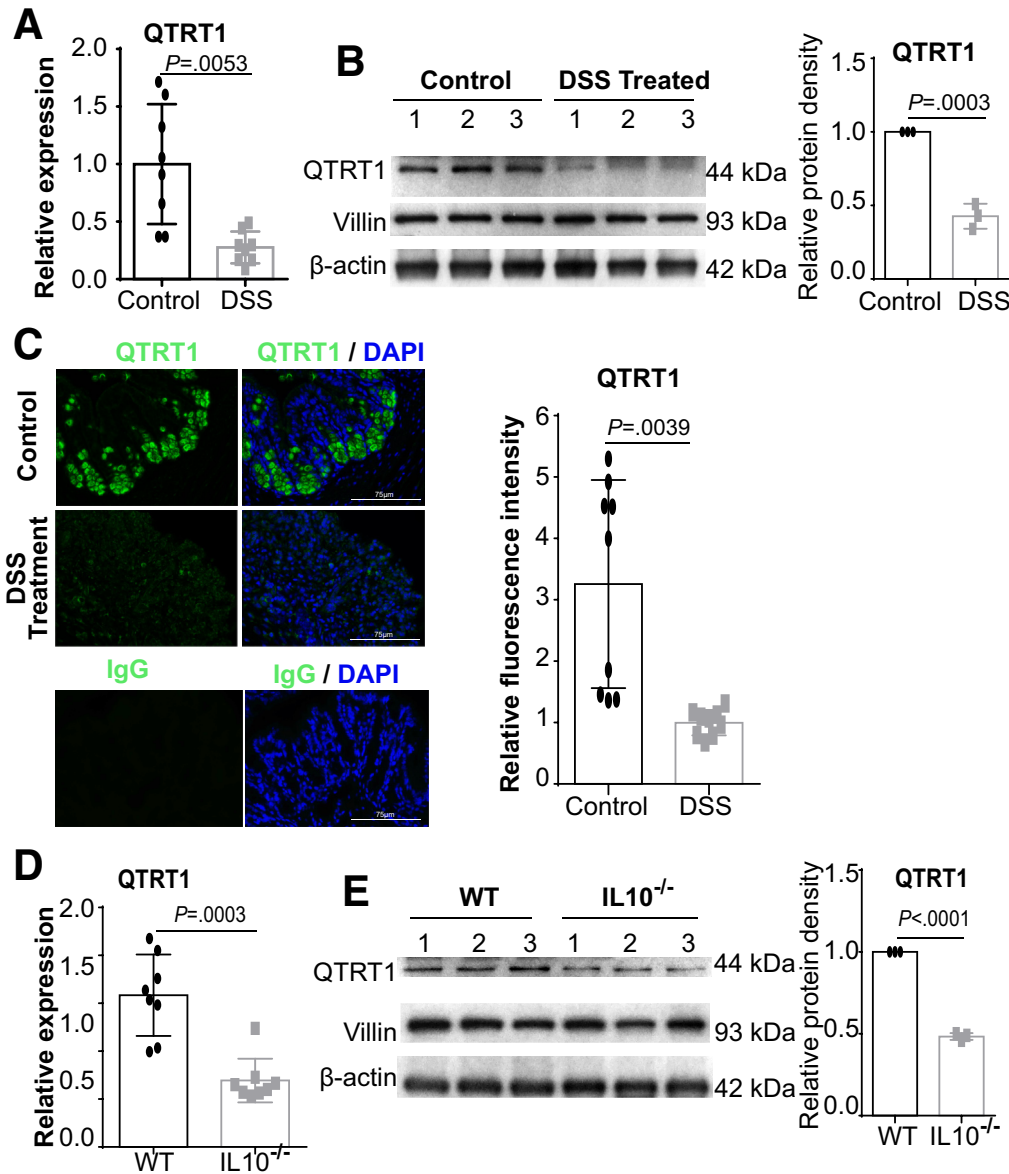 A
QTRT1
P=.0053
Relative expression
2.0
1.5
1.0
0.5
0.0
Control DSS
B
Control DSS Treated
1 2 3 1 2 3
QTRT1 44 kDa
Villin 93 kDa
β-actin 42 kDa
QTRT1
P=.0003
Relative protein density
1.5
1.0
0.5
0.0
Control DSS
C
QTRT1 QTRT1 / DAPI
Control
75µm
DSS
Treatment
75µm
IgG IgG / DAPI
75µm
QTRT1
P=.0039
Relative fluorescence intensity
6
5
4
3
2
1
0
Control DSS
D
QTRT1
P=.0003
Relative expression
2.0
1.5
1.0
0.5
0.0
WT IL10-/-
E
WT IL10-/-
1 2 3 1 2 3
QTRT1 44 kDa
Villin 93 kDa
β-actin 42 kDa
QTRT1
P<.0001
Relative protein density
1.5
1.0
0.5
0.0
WT IL10-/-